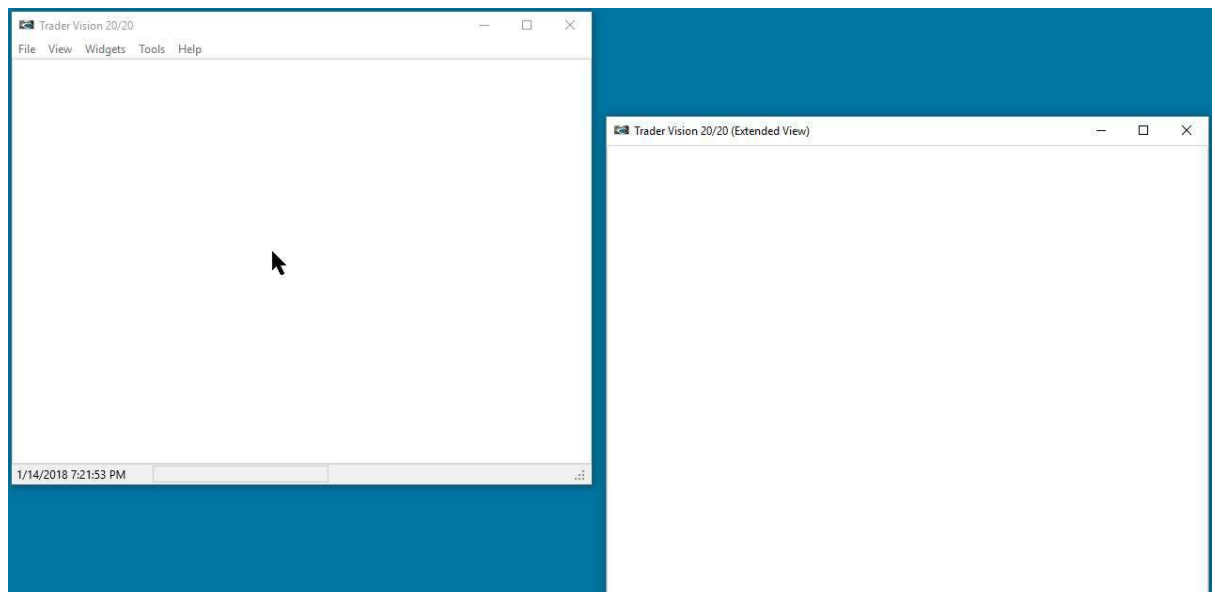 Trader Vision 20/20
File View Widgets Tools Help
Trader Vision 20/20 (Extended View)
1/14/2018 7:21:53 PM